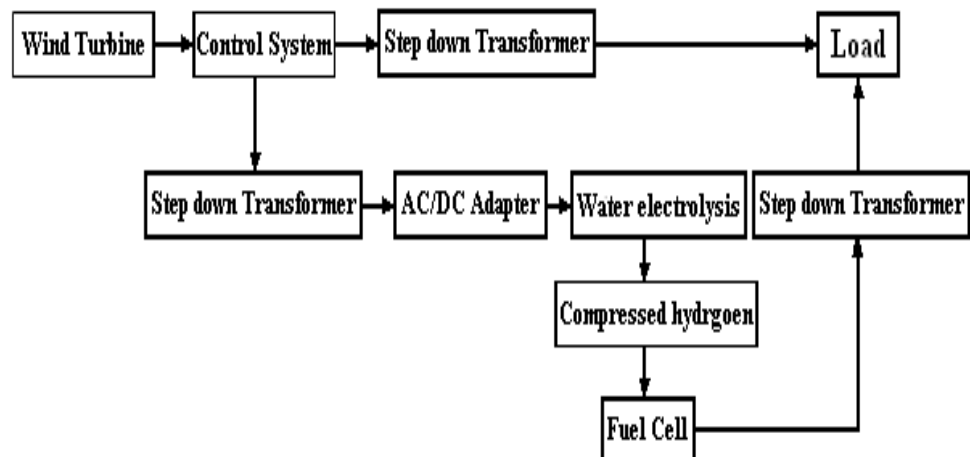 Wind Turbine
Control System
Step down Transformer
Load
Step down Transformer
AC/DC Adapter
Water electrolysis
Step down Transformer
Compressed hydrgoen
Fuel Cell